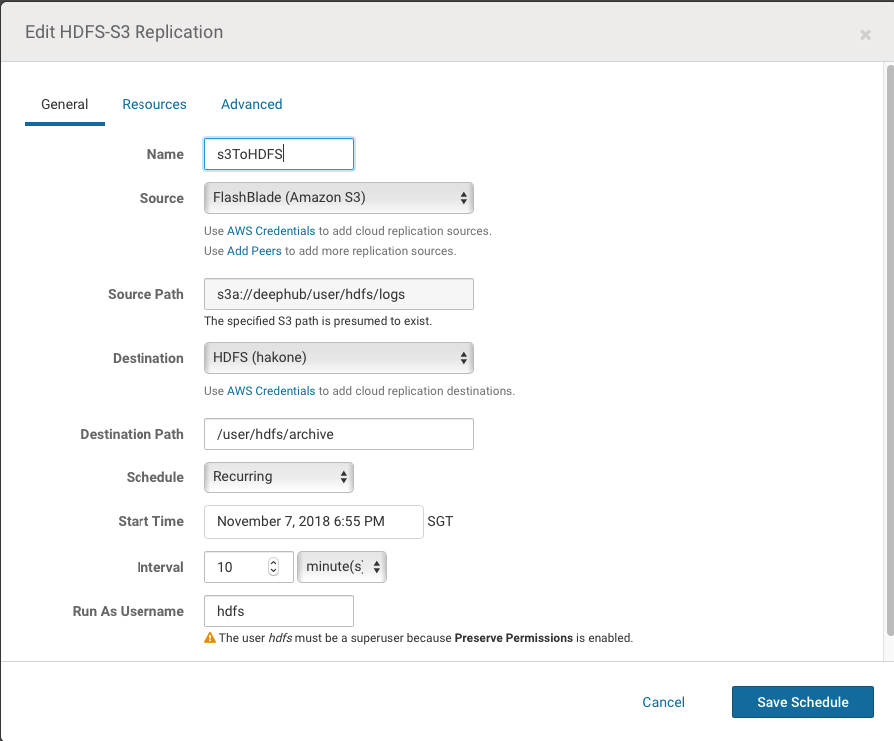 Edit HDFS-S3 Replication
×
General Resources Advanced
Name s3ToHDFS
Source FlashBlade (Amazon S3)
Use AWS Credentials to add cloud replication sources.
Use Add Peers to add more replication sources.
Source Path s3a://deephub/user/hdfs/logs
The specified S3 path is presumed to exist.
Destination HDFS (hakone)
Use AWS Credentials to add cloud replication destinations.
Destination Path /user/hdfs/archive
Schedule Recurring
Start Time November 7, 2018 6:55 PM SGT
Interval 10 minute(s)
Run As Username hdfs
The user hdfs must be a superuser because Preserve Permissions is enabled.
Cancel Save Schedule